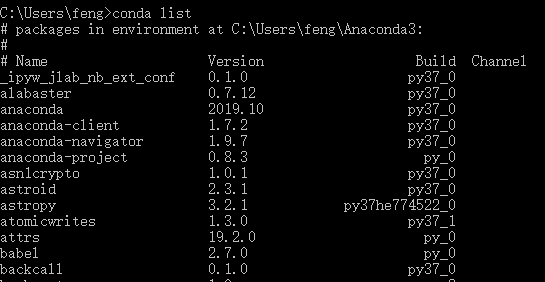 C:\Users\feng>conda list
# packages in environment at C:\Users\feng\Anaconda3:
#
# Name Version Build Channel
_ipyw_jlab_nb_ext_conf 0.1.0 py37_0
alabaster 0.7.12 py37_0
anaconda 2019.10 py37_0
anaconda-client 1.7.2 py37_0
anaconda-navigator 1.9.7 py37_0
anaconda-project 0.8.3 py_0
asn1crypto 1.0.1 py37_0
astroid 2.3.1 py37_0
astropy 3.2.1 py37he774522_0
atomicwrites 1.3.0 py37_1
attrs 19.2.0 py_0
babel 2.7.0 py_0
backcall 0.1.0 py37_0